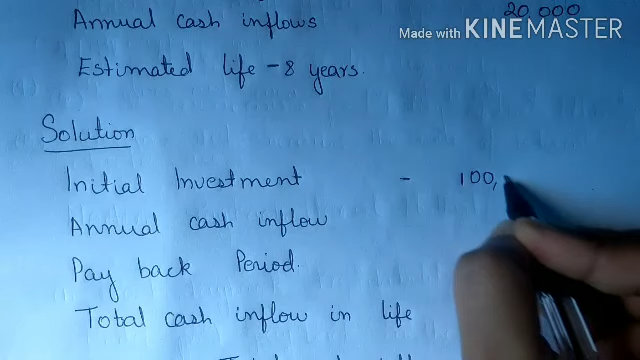 20 000
Annual cash inflows
Made with KINEMASTER
Estimated life - 8 years.
Solution
Initial Investment - 100,
Annual cash inflow
Pay back Period.
Total cash inflow in life